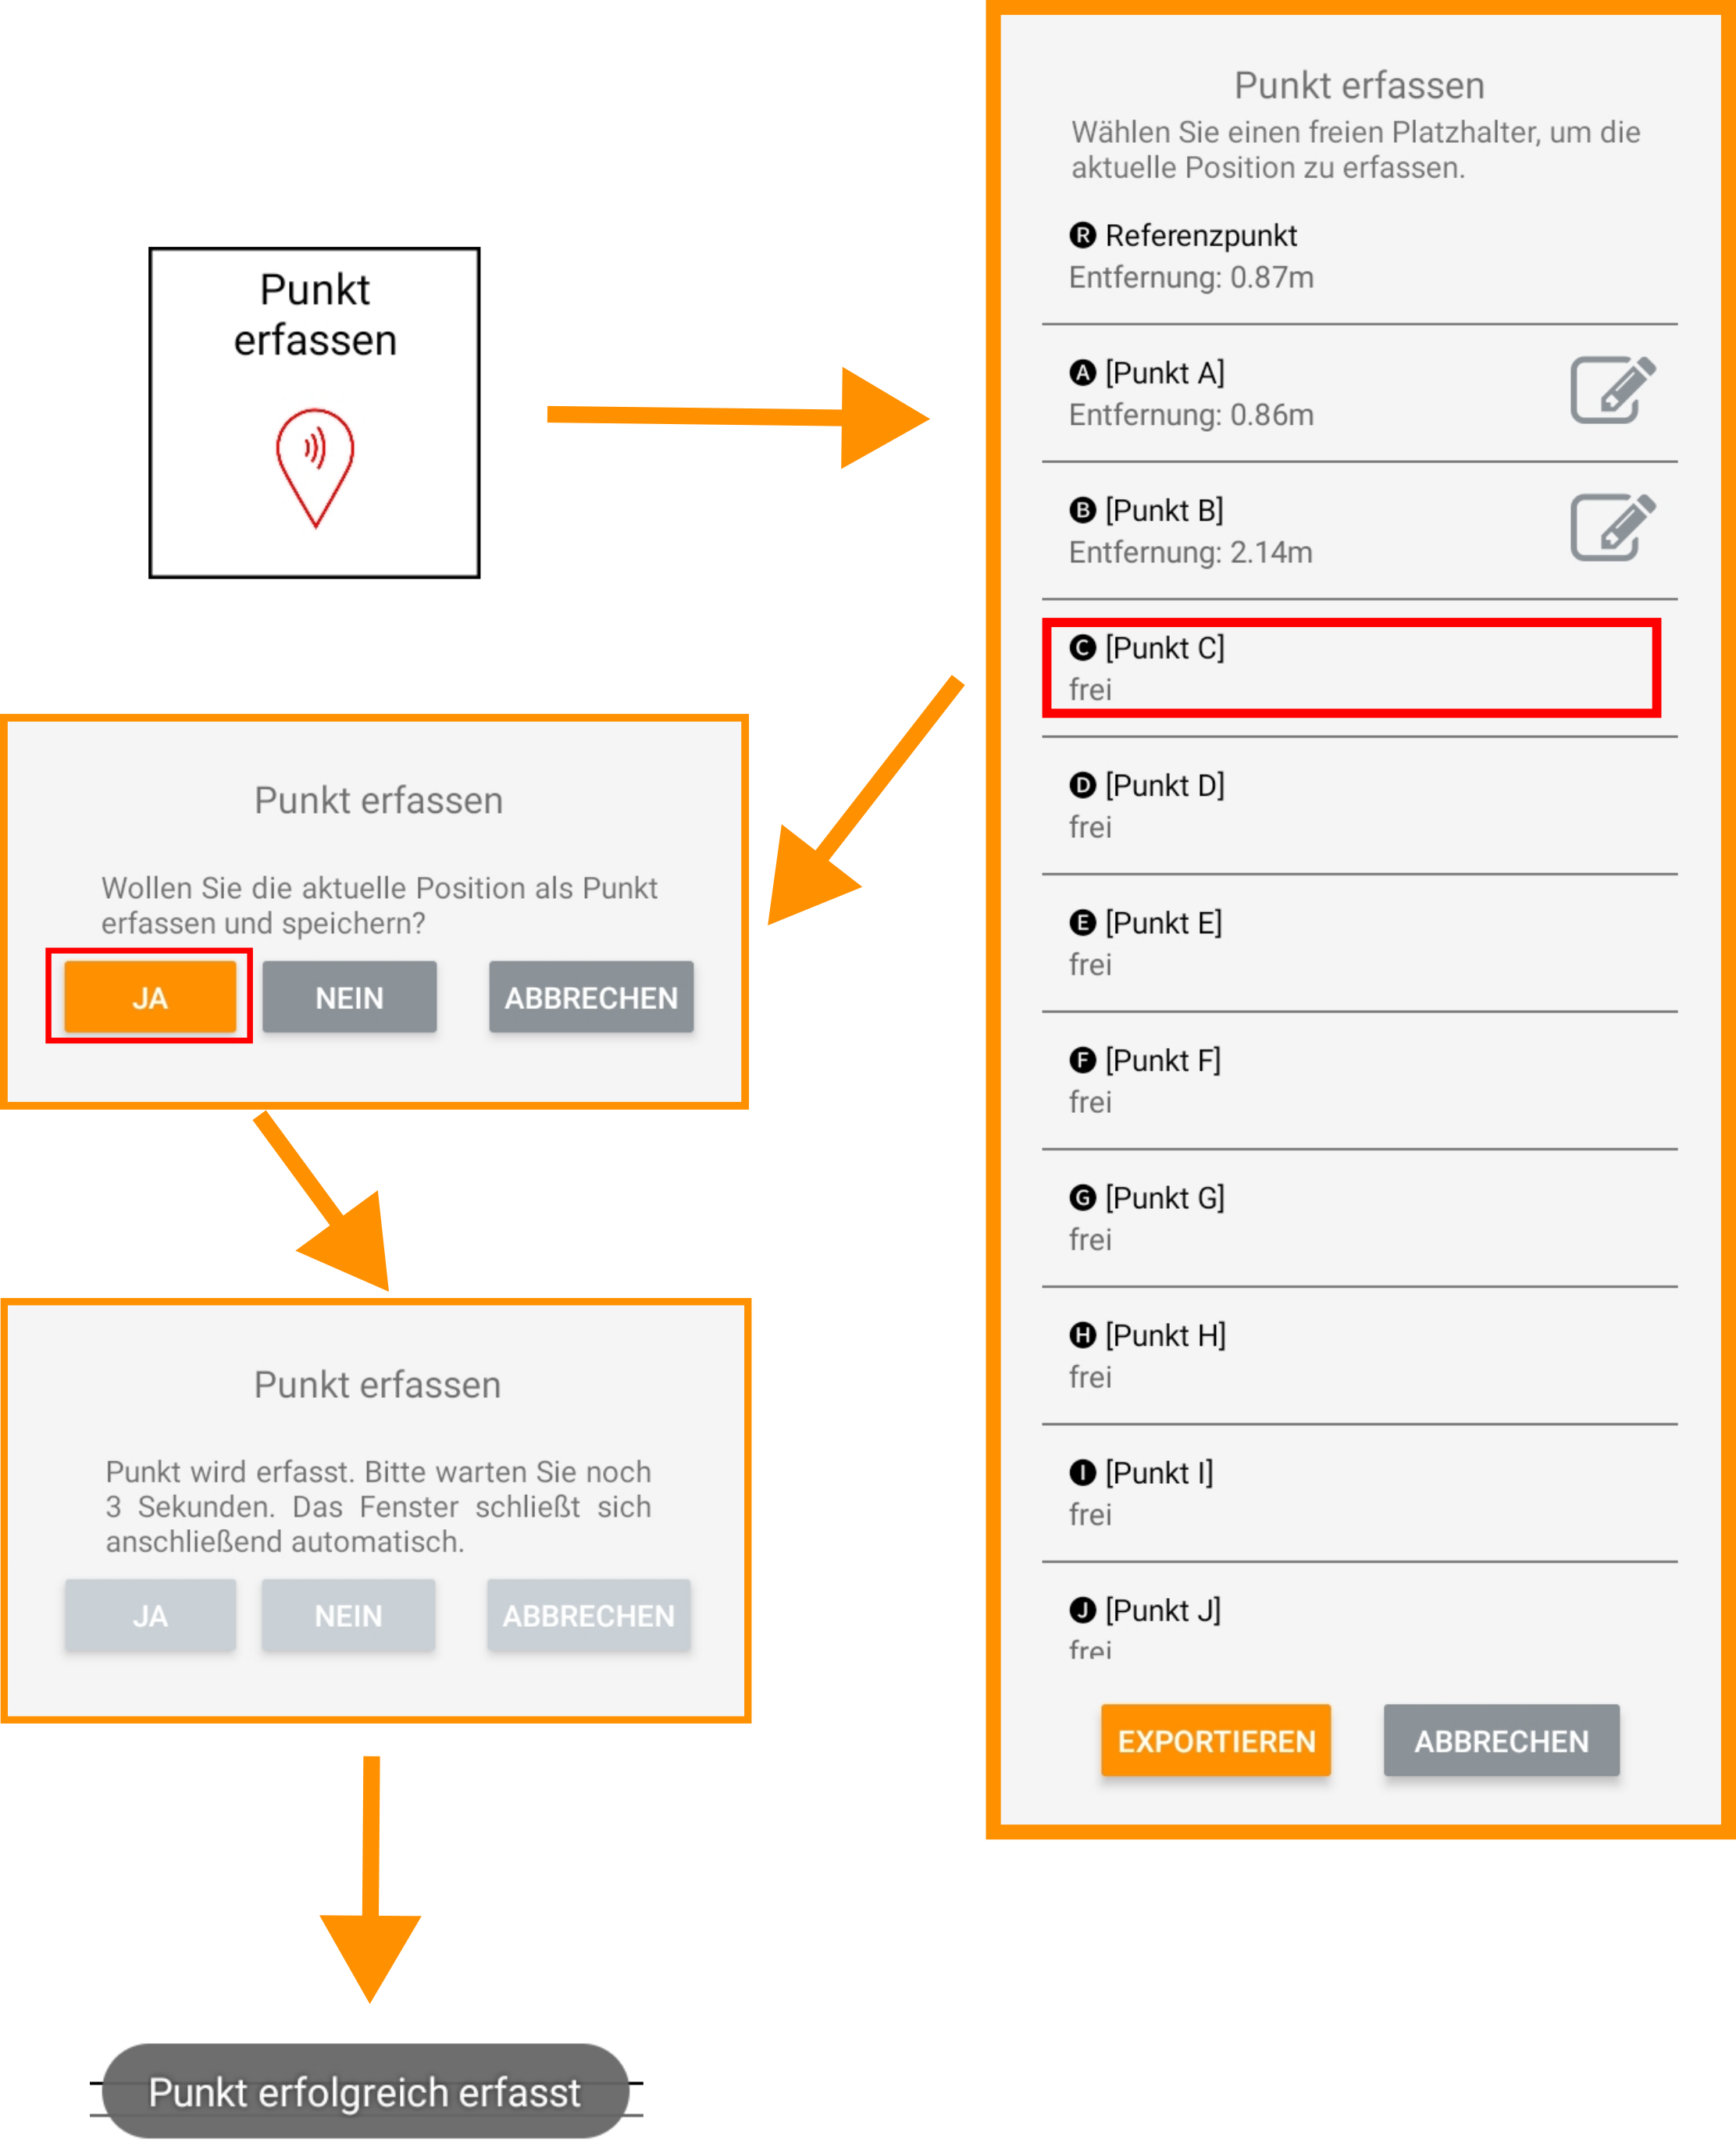 Punkt
erfassen
Punkt erfassen
Wählen Sie einen freien Platzhalter, um die
aktuelle Position zu erfassen.
R Referenzpunkt
Entfernung: 0.87m
A [Punkt A]
Entfernung: 0.86m
B [Punkt B]
Entfernung: 2.14m
C [Punkt C]
frei
D [Punkt D]
frei
E [Punkt E]
frei
F [Punkt F]
frei
G [Punkt G]
frei
H [Punkt H]
frei
I [Punkt I]
frei
J [Punkt J]
frei
EXPORTIEREN ABBRECHEN
Punkt erfassen
Wollen Sie die aktuelle Position als Punkt
erfassen und speichern?
JA NEIN ABBRECHEN
Punkt erfassen
Punkt wird erfasst. Bitte warten Sie noch
3 Sekunden. Das Fenster schließt sich
anschließend automatisch.
JA NEIN ABBRECHEN
Punkt erfolgreich erfasst